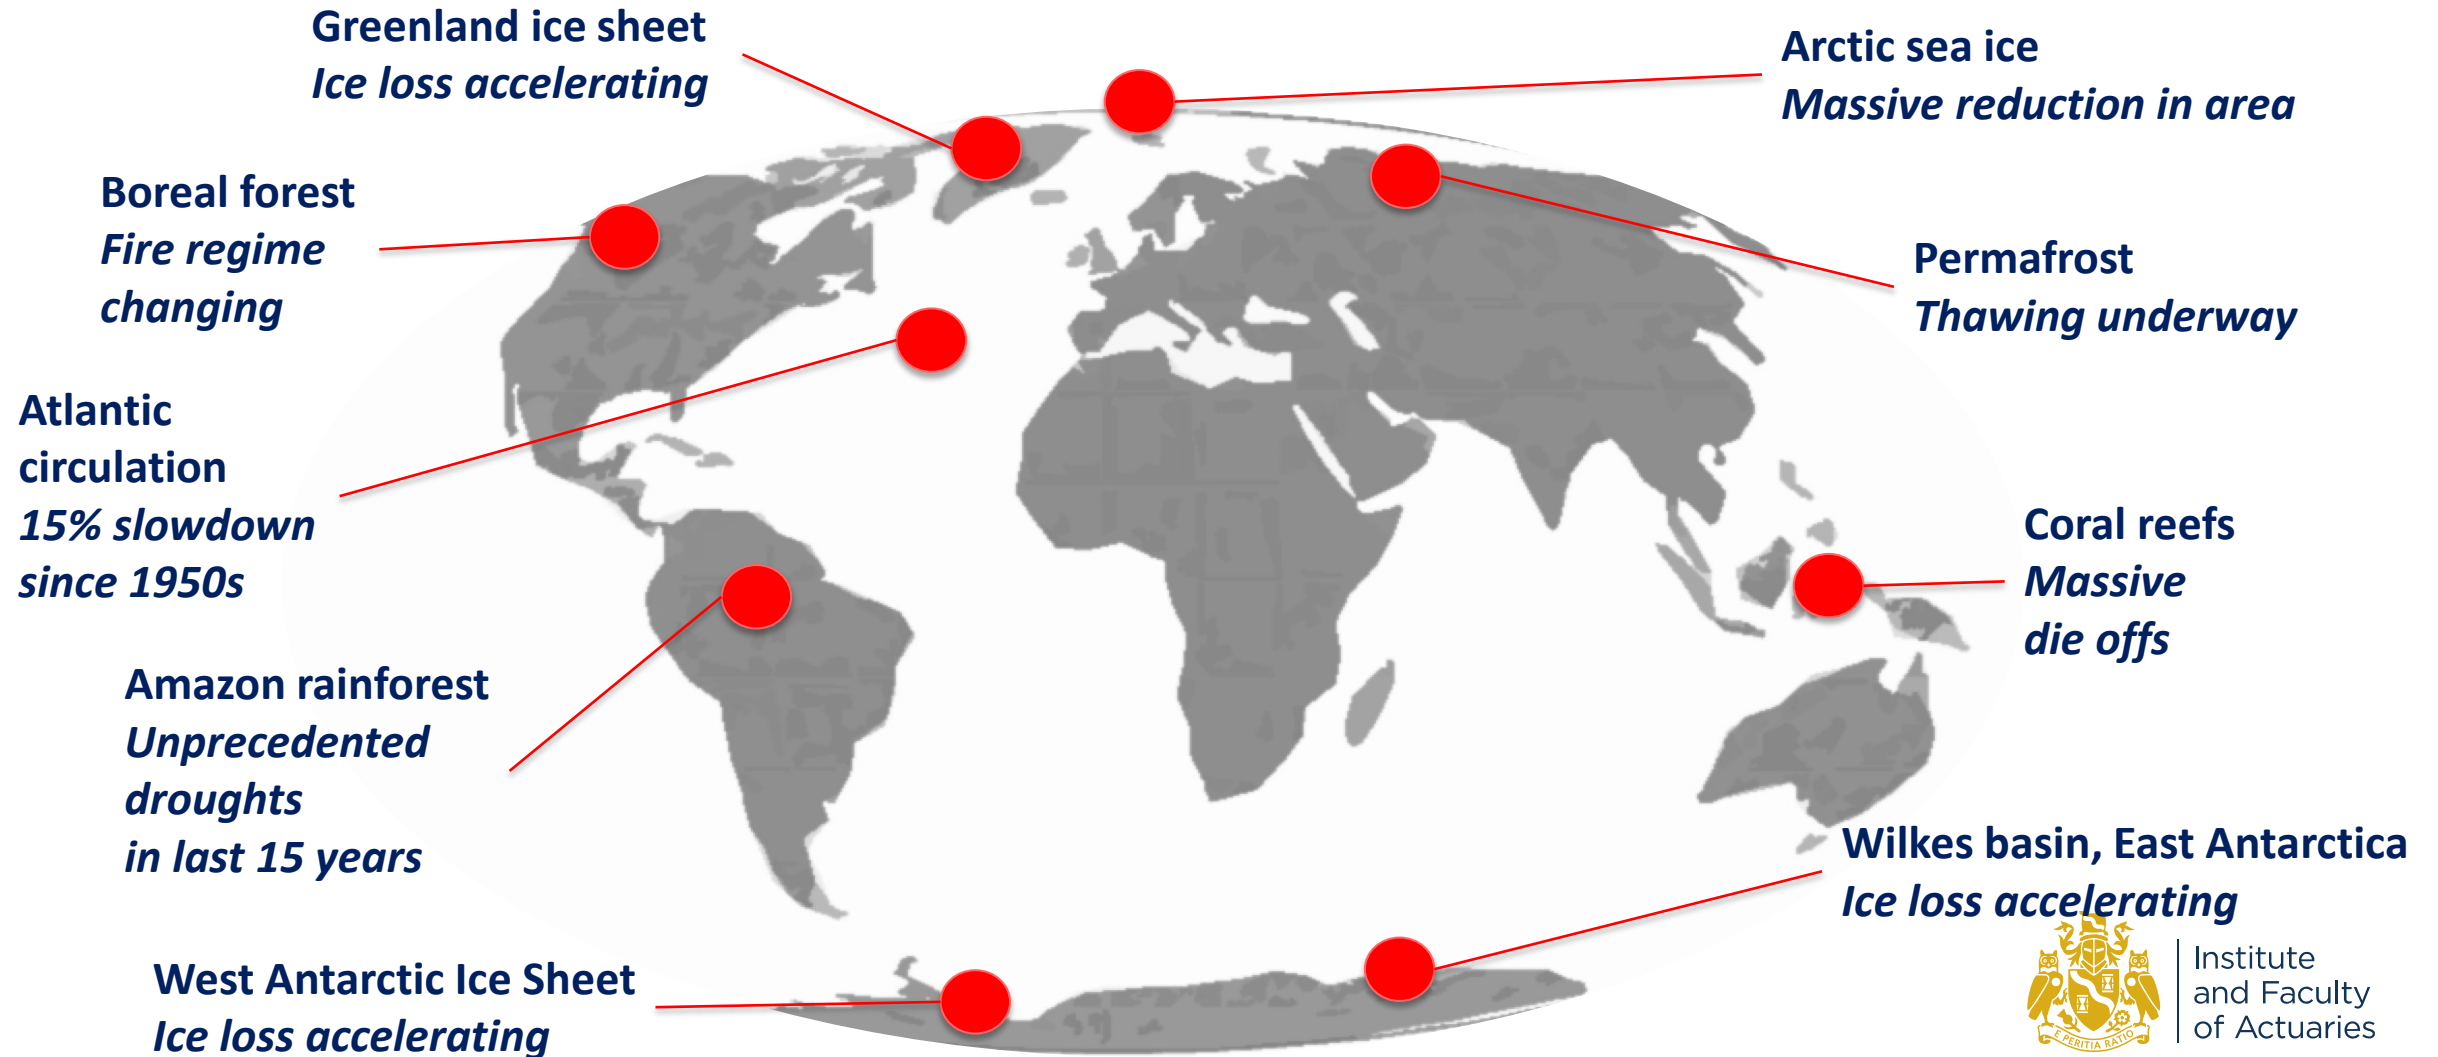 Greenland ice sheet
Ice loss accelerating
Arctic sea ice
Massive reduction in area
Boreal forest
Fire regime
changing
Permafrost
Thawing underway
Atlantic
circulation
15% slowdown
since 1950s
Coral reefs
Massive
die offs
Amazon rainforest
Unprecedented
droughts
in last 15 years
Wilkes basin, East Antarctica
Ice loss accelerating
West Antarctic Ice Sheet
Ice loss accelerating
Institute
and Faculty
of Actuaries
E PERITIA RATIO